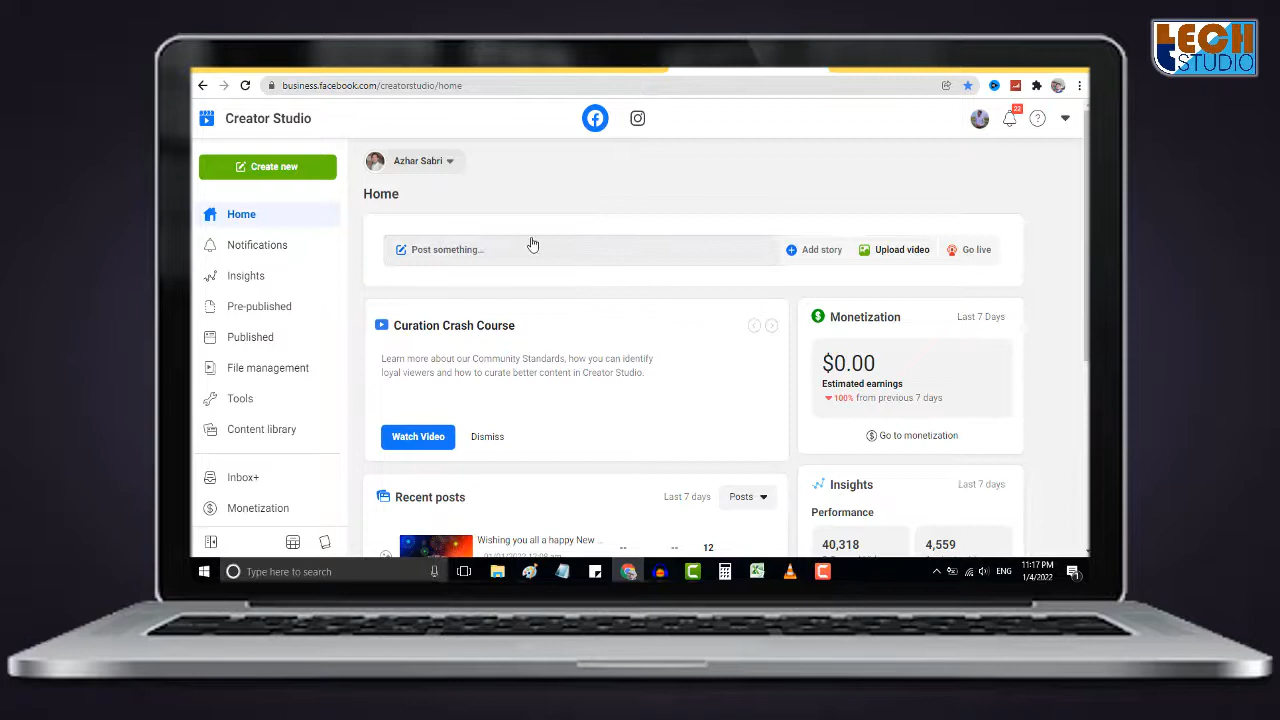 LECH
STUDIO
business.facebook.com/creatorstudio/home
Creator Studio
22
Create new
Azhar Sabri
Home
Home
Notifications
Insights
Pre-published
Published
File management
Tools
Content library
Inbox+
Monetization
Post something...
Add story
Upload video
Go live
Curation Crash Course
Learn more about our Community Standards, how you can identify
loyal viewers and how to curate better content in Creator Studio.
Watch Video
Dismiss
Monetization
Last 7 Days
$0.00
Estimated earnings
100% from previous 7 days
Go to monetization
Recent posts
Last 7 days
Posts
Wishing you all a happy New ...
-- -- 12
Insights
Last 7 days
Performance
40,318
4,559
Type here to search
ENG
11:17 PM
1/4/2022